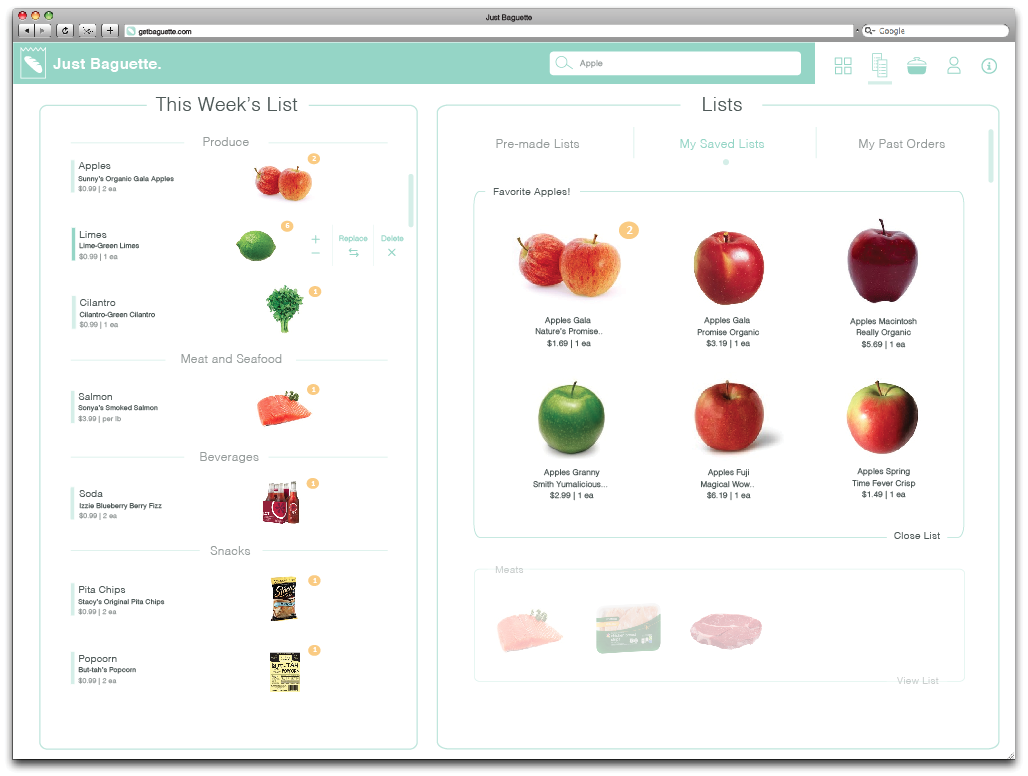 Just Baguette
getbaguette.com
Google
Just Baguette.
Apple
This Week's List
Produce
Apples
Sunny's Organic Gala Apples
$0.99 | 2 ea
2
Limes
Lime-Green Limes
$0.99 | 1 ea
6
Replace
Delete
Cilantro
Cilantro-Green Cilantro
$0.99 | 1 ea
1
Meat and Seafood
Salmon
Sonya's Smoked Salmon
$3.99 | per lb
1
Beverages
Soda
Izzie Blueberry Berry Fizz
$0.99 | 2 ea
1
Snacks
Pita Chips
Stacy's Original Pita Chips
$0.99 | 2 ea
1
Stacy's
Popcorn
But-tah's Popcorn
$0.99 | 2 ea
1
BUT-TAH
POPCORN
Lists
Pre-made Lists
My Saved Lists
My Past Orders
Favorite Apples!
2
Apples Gala
Nature's Promise..
$1.69 | 1 ea
Apples Gala
Promise Organic
$3.19 | 1 ea
Apples Macintosh
Really Organic
$5.69 | 1 ea
Apples Granny
Smith Yumalicious...
$2.99 | 1 ea
Apples Fuji
Magical Wow..
$6.19 | 1 ea
Apples Spring
Time Fever Crisp
$1.49 | 1 ea
Close List
Meats
View List